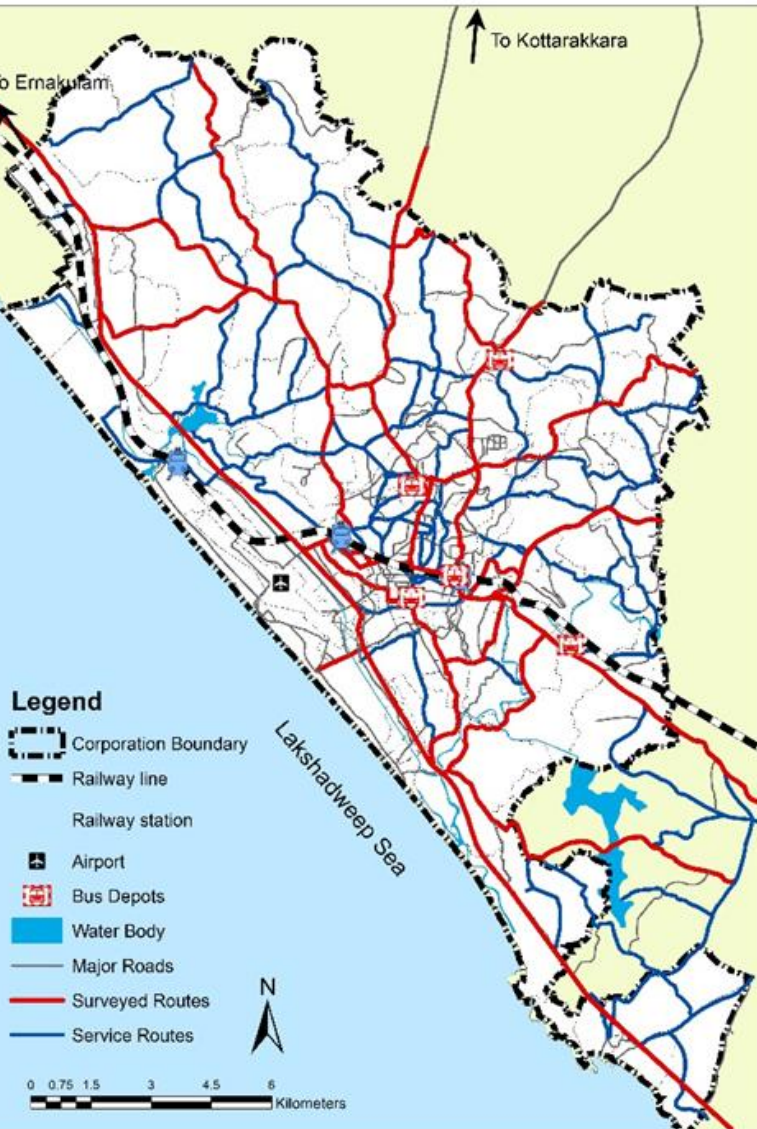 To Kottarakkara
o Ernakulam
Lakshadweep Sea
Legend
Corporation Boundary
Railway line
Railway station
Airport
Bus Depots
Water Body
Major Roads
Surveyed Routes
Service Routes
N
0 0.75 1.5 3 4.5 6
Kilometers